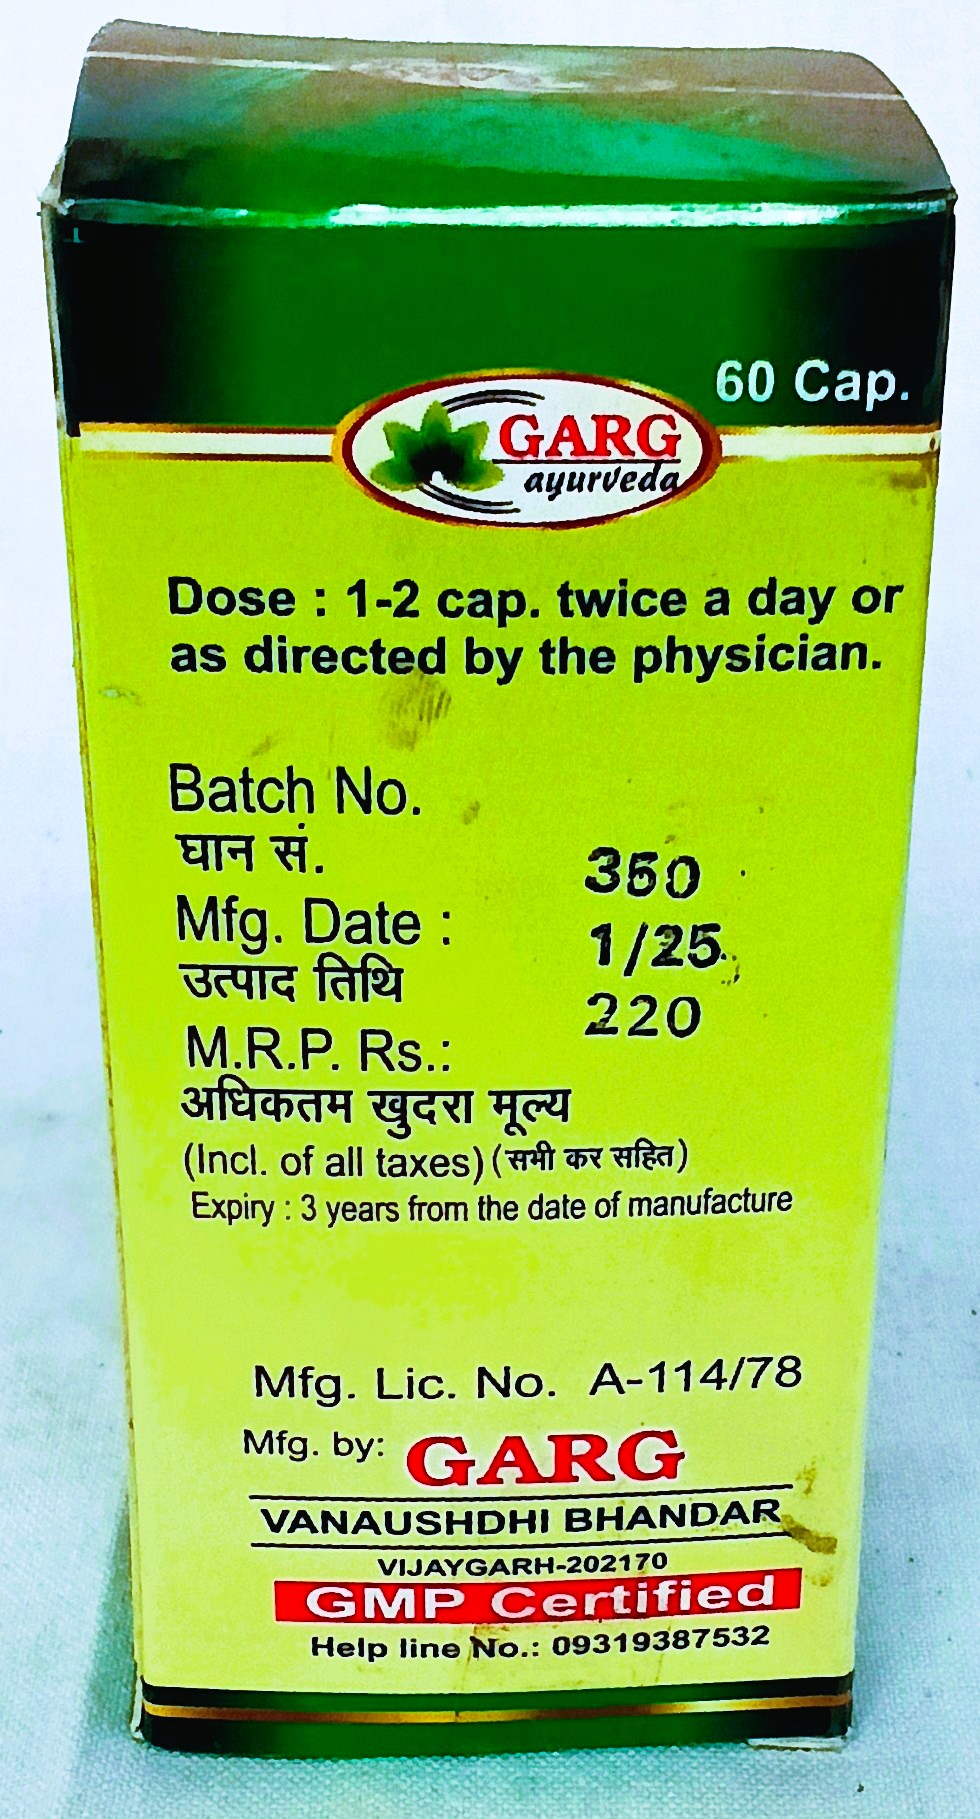 60 Cap.
GARG
ayurveda
Dose : 1-2 cap. twice a day or
as directed by the physician.
Batch No.
घान सं.
350
Mfg. Date :
1/25
उत्पाद तिथि
220
M.R.P. Rs.:
अधिकतम खुदरा मूल्य
(Incl. of all taxes) (सभी कर सहित)
Expiry : 3 years from the date of manufacture
Mfg. Lic. No. A-114/78
Mfg. by: GARG
VANAUSHDHI BHANDAR
VIJAYGARH-202170
GMP Certified
Help line No.: 09319387532